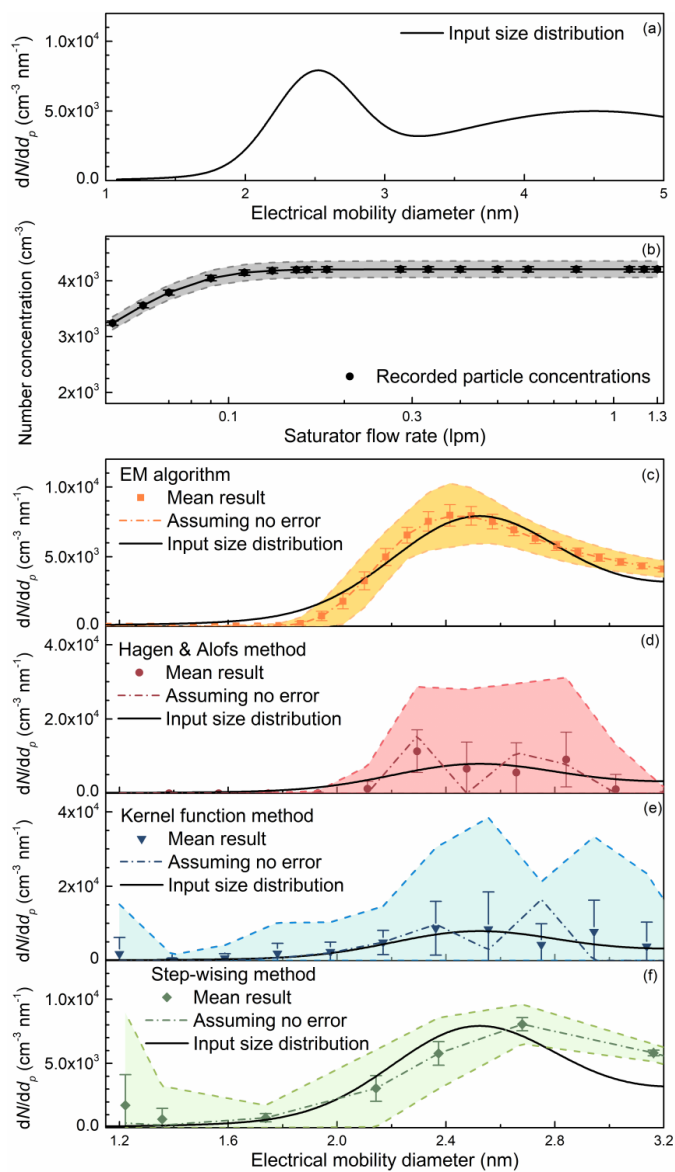 (a)
Input size distribution
1.0x10⁴
5.0x10³
0.0
dN/dd_p (cm⁻³ nm⁻¹)
1 2 3 4 5
Electrical mobility diameter (nm)
(b)
4x10³
3x10³
2x10³
Number concentration (cm⁻³)
Recorded particle concentrations
0.1 0.3 1 1.3
Saturator flow rate (lpm)
EM algorithm (c)
Mean result
Assuming no error
Input size distribution
1.0x10⁴
5.0x10³
0.0
dN/dd_p (cm⁻³ nm⁻¹)
Hagen & Alofs method (d)
Mean result
Assuming no error
Input size distribution
4.0x10⁴
2.0x10⁴
0.0
dN/dd_p (cm⁻³ nm⁻¹)
Kernel function method (e)
Mean result
Assuming no error
Input size distribution
4x10⁴
2x10⁴
0
dN/dd_p (cm⁻³ nm⁻¹)
Step-wising method (f)
Mean result
Assuming no error
Input size distribution
1.0x10⁴
5.0x10³
0.0
dN/dd_p (cm⁻³ nm⁻¹)
1.2 1.6 2.0 2.4 2.8 3.2
Electrical mobility diameter (nm)